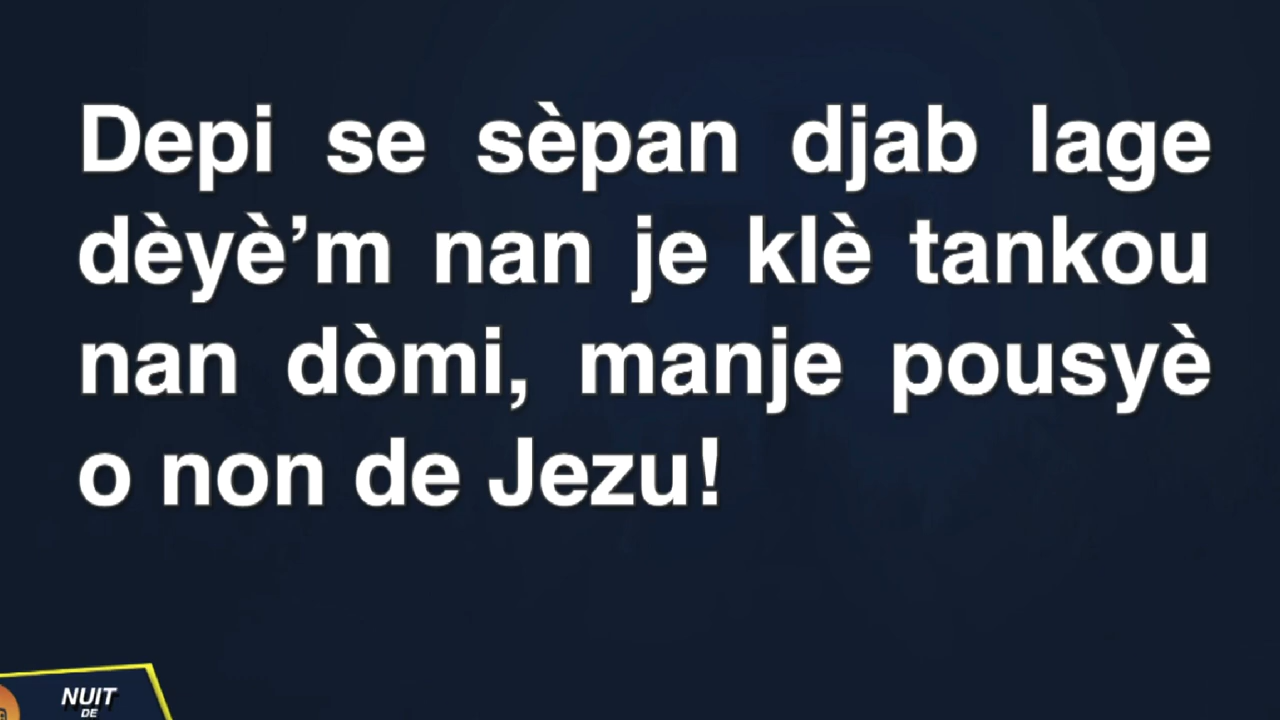 Depi se sèpan djab lage
dèyè’m nan je klè tankou
nan dòmi, manje pousyè
o non de Jezu!
NUIT
DE